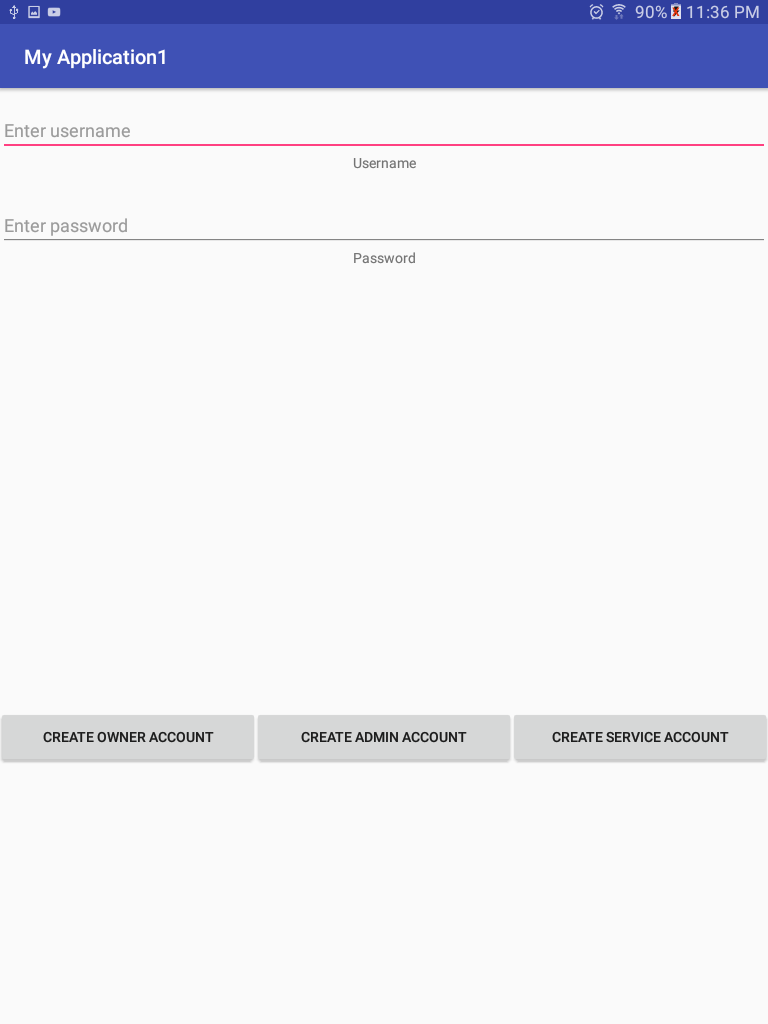 90% 11:36 PM
My Application1
Enter username
Username
Enter password
Password
CREATE OWNER ACCOUNT CREATE ADMIN ACCOUNT CREATE SERVICE ACCOUNT